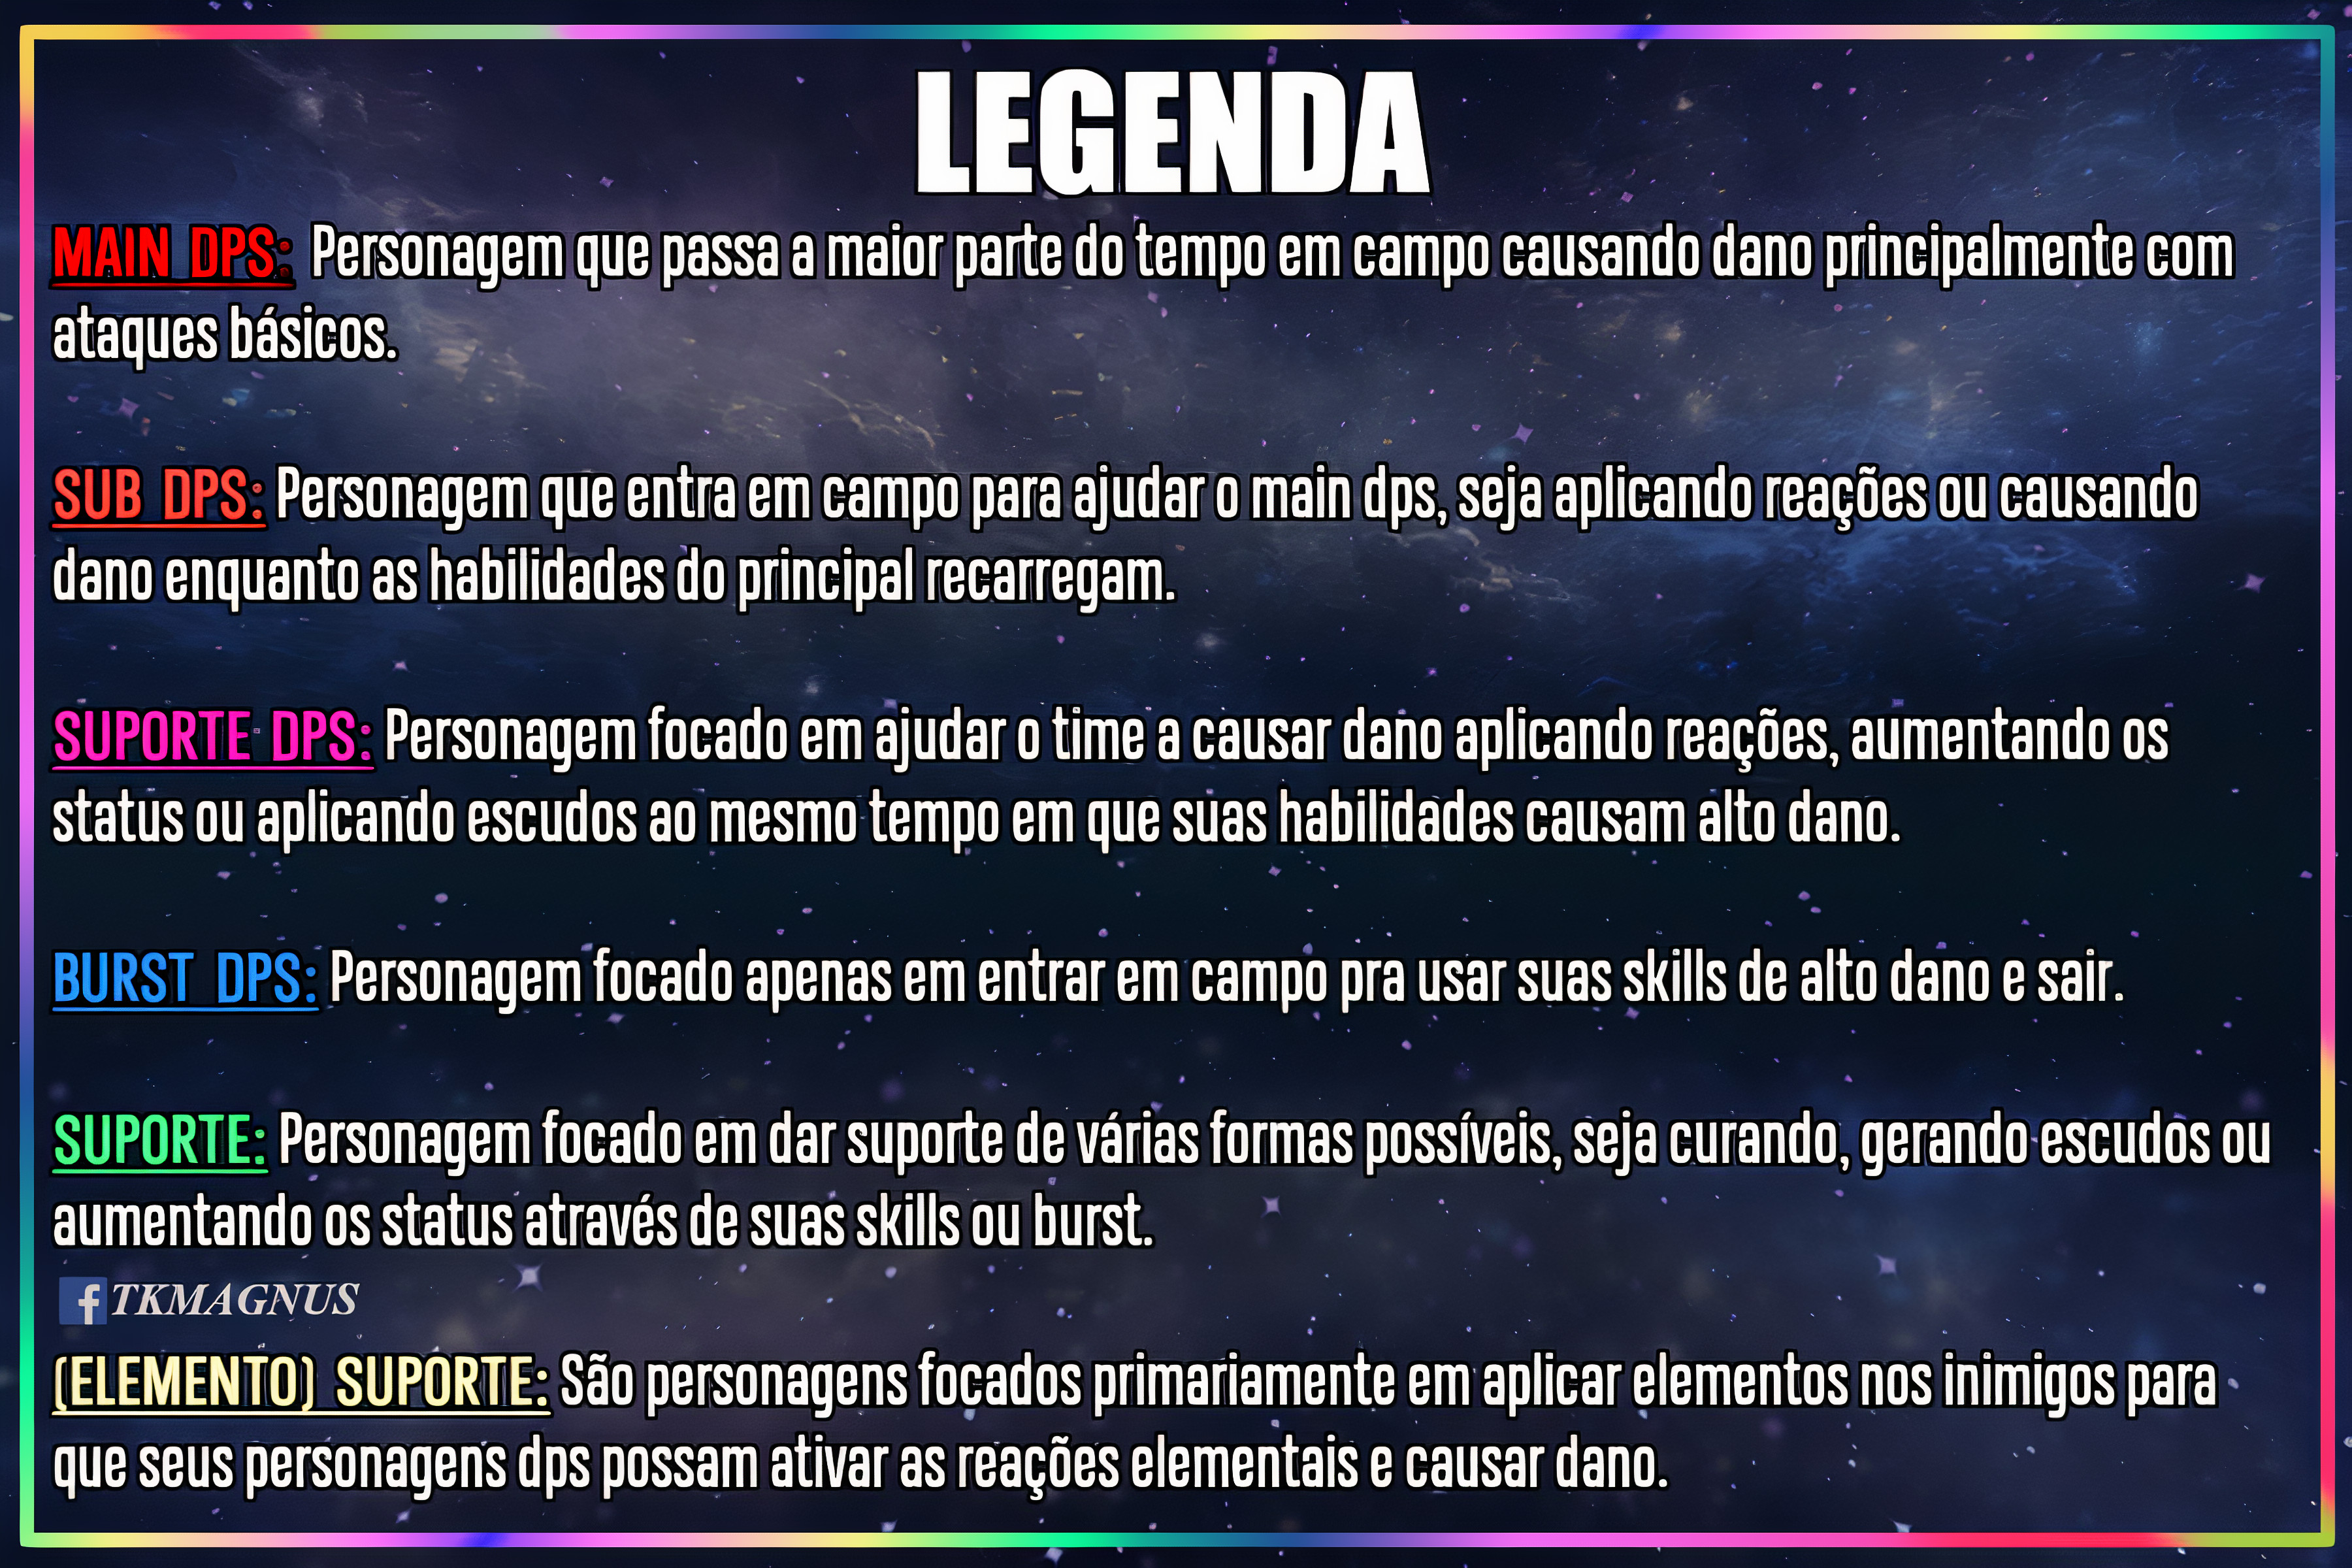 LEGENDA
MAIN DPS: Personagem que passa a maior parte do tempo em campo causando dano principalmente com
ataques básicos.
SUB DPS: Personagem que entra em campo para ajudar o main dps, seja aplicando reações ou causando
dano enquanto as habilidades do principal recarregam.
SUPORTE DPS: Personagem focado em ajudar o time a causar dano aplicando reações, aumentando os
status ou aplicando escudos ao mesmo tempo em que suas habilidades causam alto dano.
BURST DPS: Personagem focado apenas em entrar em campo pra usar suas skills de alto dano e sair.
SUPORTE: Personagem focado em dar suporte de várias formas possíveis, seja curando, gerando escudos ou
aumentando os status através de suas skills ou burst.
f TKMAGNUS
(ELEMENTO) SUPORTE: São personagens focados primariamente em aplicar elementos nos inimigos para
que seus personagens dps possam ativar as reações elementais e causar dano.